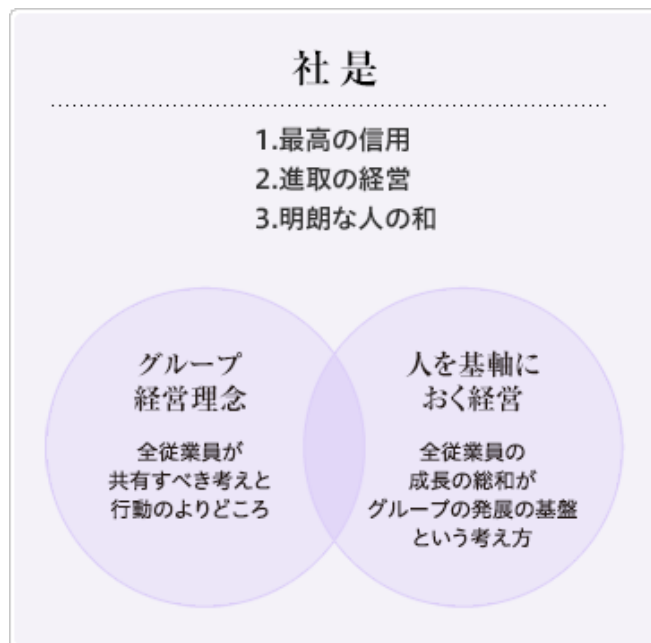 社是
1.最高の信用
2.進取の経営
3.明朗な人の和
グループ
経営理念
全従業員が
共有すべき考えと
行動のよりどころ
人を基軸に
おく経営
全従業員の
成長の総和が
グループの発展の基盤
という考え方